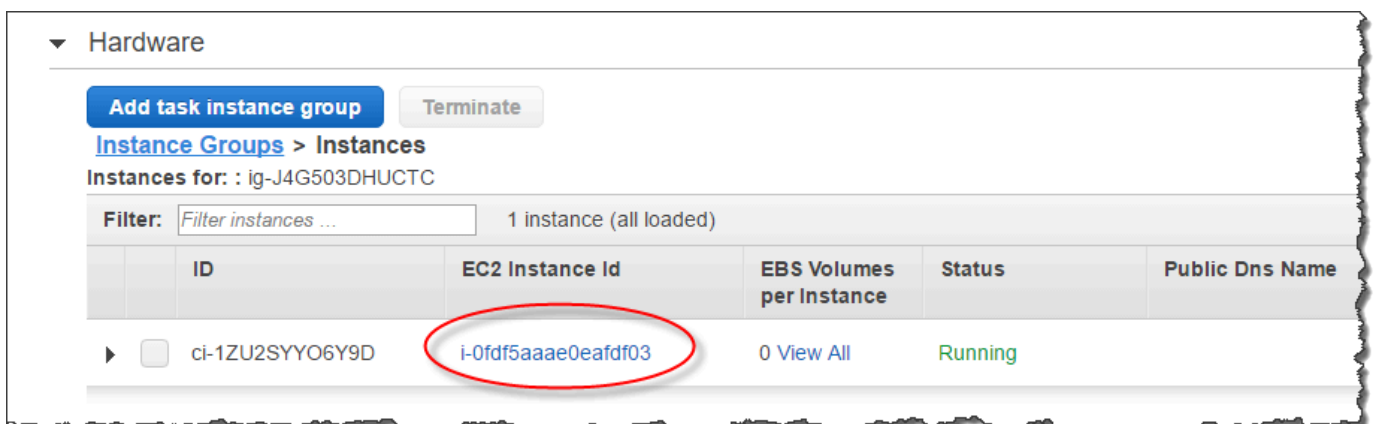 Hardware
Add task instance group Terminate
Instance Groups > Instances
Instances for: : ig-J4G503DHUCTC
Filter: Filter instances ... 1 instance (all loaded)
ID EC2 Instance Id EBS Volumes per Instance Status Public Dns Name
ci-1ZU2SYYO6Y9D i-0fdf5aaae0eafdf03 0 View All Running